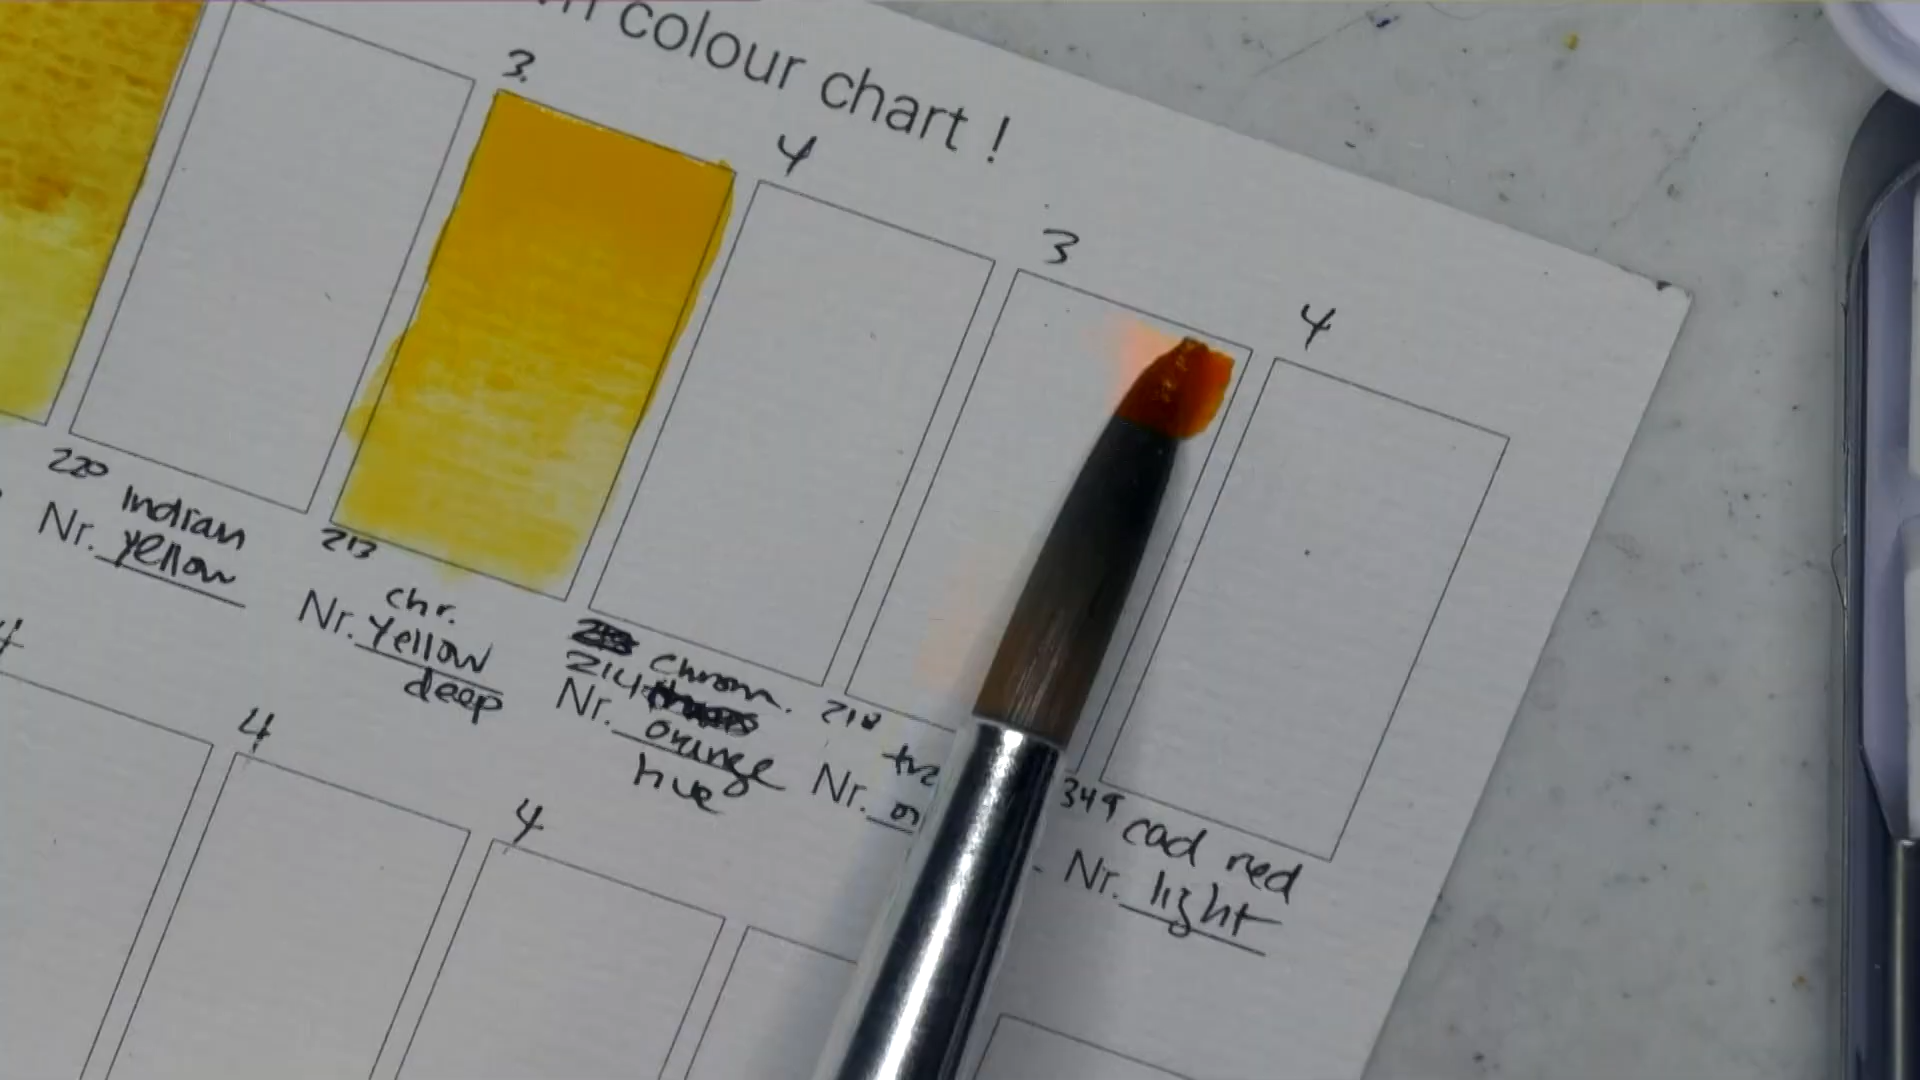 colour chart !
3
4
3
4
220 Indian
Nr. yellow
213
chr.
Nr. Yellow
deep
214 Chrom.
Nr. orange
hue
218
Nr.
349 cad red
Nr. light
4
4
4